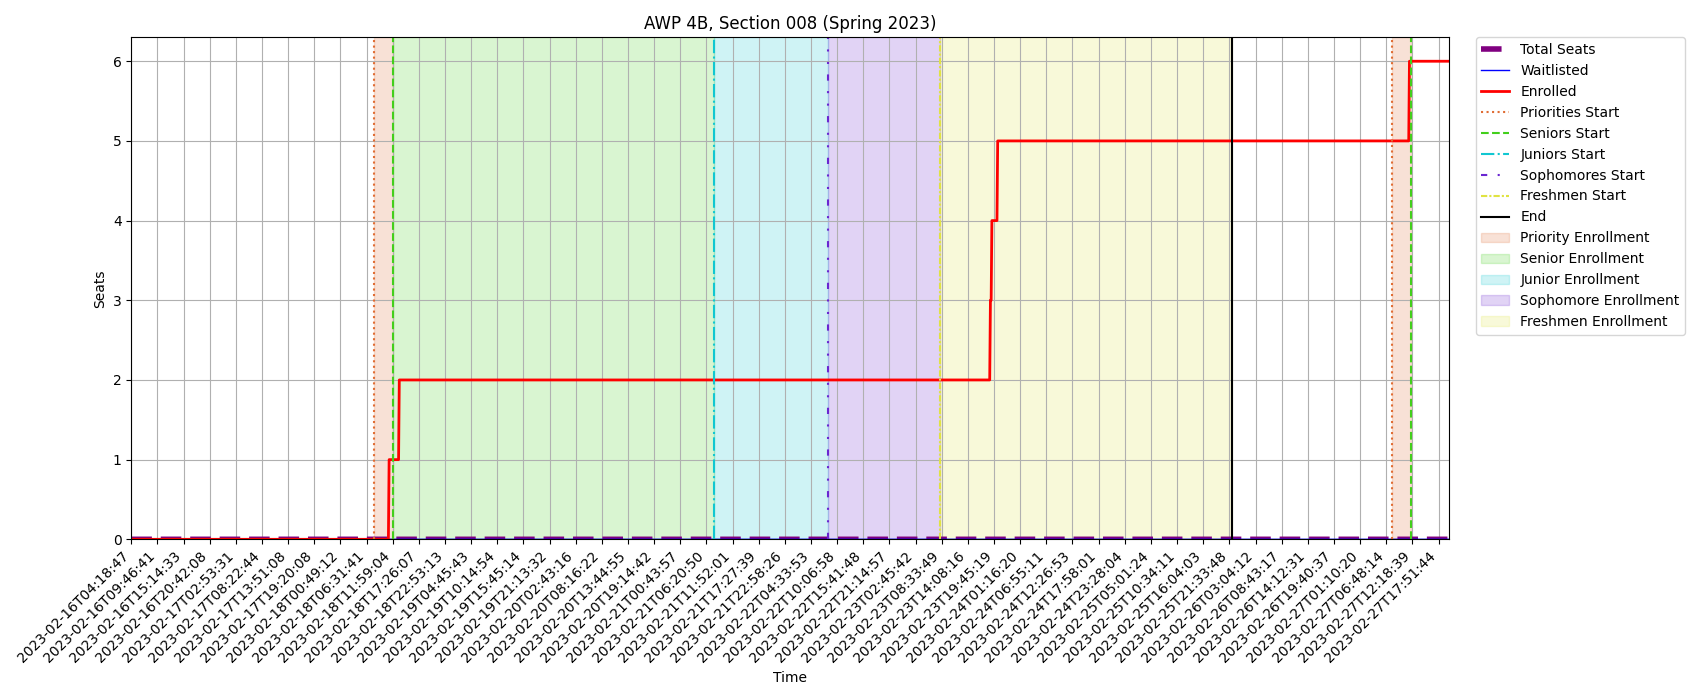 AWP 4B, Section 008 (Spring 2023)
6
5
4
3
2
1
0
Seats
2023-02-16T04:18:47
2023-02-16T09:46:41
2023-02-16T15:14:33
2023-02-16T20:42:08
2023-02-17T02:53:31
2023-02-17T08:22:44
2023-02-17T13:51:08
2023-02-17T19:20:08
2023-02-18T00:49:12
2023-02-18T06:31:41
2023-02-18T11:59:04
2023-02-18T17:26:07
2023-02-18T22:53:13
2023-02-19T04:45:43
2023-02-19T10:14:54
2023-02-19T15:45:14
2023-02-19T21:13:32
2023-02-20T02:43:16
2023-02-20T08:16:22
2023-02-20T13:44:55
2023-02-20T19:14:42
2023-02-21T00:43:57
2023-02-21T06:20:50
2023-02-21T11:52:01
2023-02-21T17:27:39
2023-02-21T22:58:26
2023-02-22T04:33:53
2023-02-22T10:06:58
2023-02-22T15:41:48
2023-02-22T21:14:57
2023-02-23T02:45:42
2023-02-23T08:33:49
2023-02-23T14:08:16
2023-02-23T19:45:19
2023-02-24T01:16:20
2023-02-24T06:55:11
2023-02-24T12:26:53
2023-02-24T17:58:01
2023-02-24T23:28:04
2023-02-25T05:01:24
2023-02-25T10:34:11
2023-02-25T16:04:03
2023-02-25T21:33:48
2023-02-26T03:04:12
2023-02-26T08:43:17
2023-02-26T14:12:31
2023-02-26T19:40:37
2023-02-27T01:10:20
2023-02-27T06:48:14
2023-02-27T12:18:39
2023-02-27T17:51:44
Time
Total Seats
Waitlisted
Enrolled
Priorities Start
Seniors Start
Juniors Start
Sophomores Start
Freshmen Start
End
Priority Enrollment
Senior Enrollment
Junior Enrollment
Sophomore Enrollment
Freshmen Enrollment